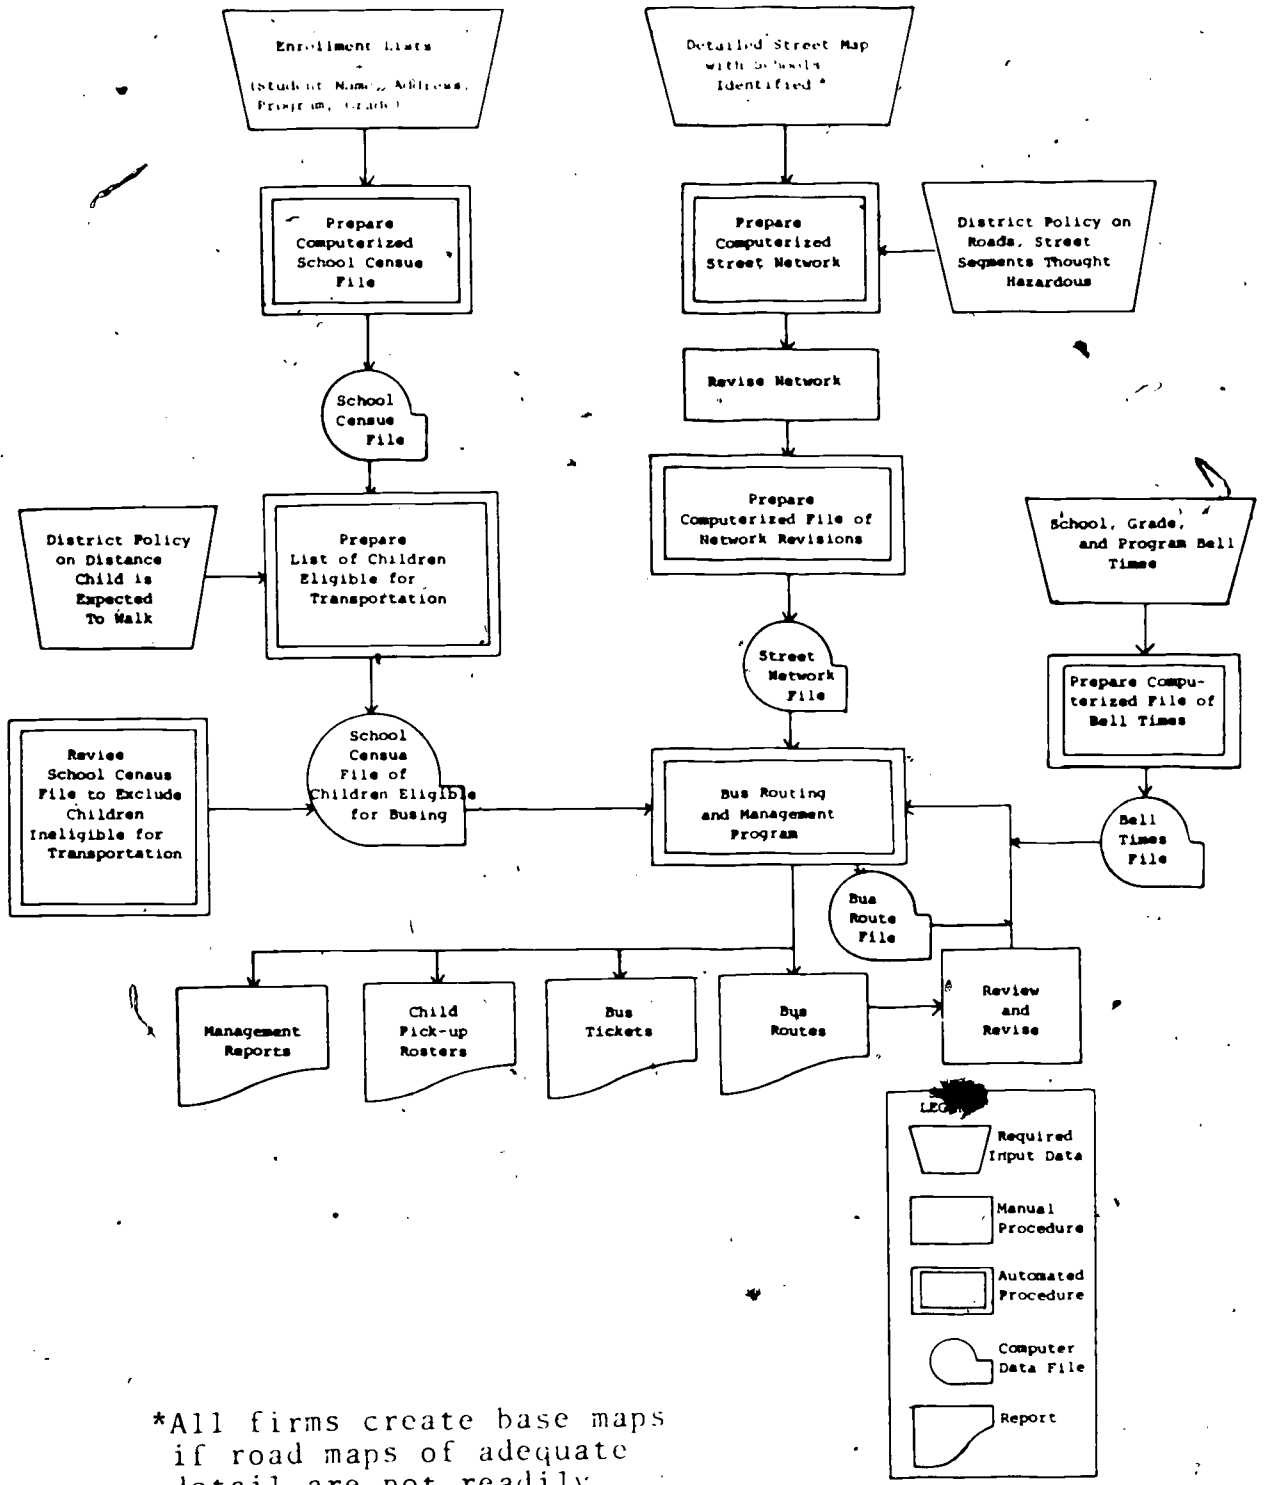 Enrollment Lists
(Student Name, Address,
Program, Grade)
Detailed Street Map
with Schools
Identified *
Prepare
Computerized
School Census
File
Prepare
Computerized
Street Network
District Policy on
Roads, Street
Segments Thought
Hazardous
Revise Network
School
Census
File
Prepare
Computerized File of
Network Revisions
School, Grade,
and Program Bell
Times
District Policy
on Distance
Child is
Expected
To Walk
Prepare
List of Children
Eligible for
Transportation
Street
Network
File
Prepare Compu-
terized File of
Bell Times
Revise
School Census
File to Exclude
Children
Ineligible for
Transportation
School
Census
File of
Children Eligible
for Busing
Bus Routing
and Management
Program
Bell
Times
File
Bus
Route
File
Management
Reports
Child
Pick-up
Rosters
Bus
Tickets
Bus
Routes
Review
and
Revise
Required
Input Data
Manual
Procedure
Automated
Procedure
Computer
Data File
Report
*All firms create base maps
if road maps of adequate
detail are not readily